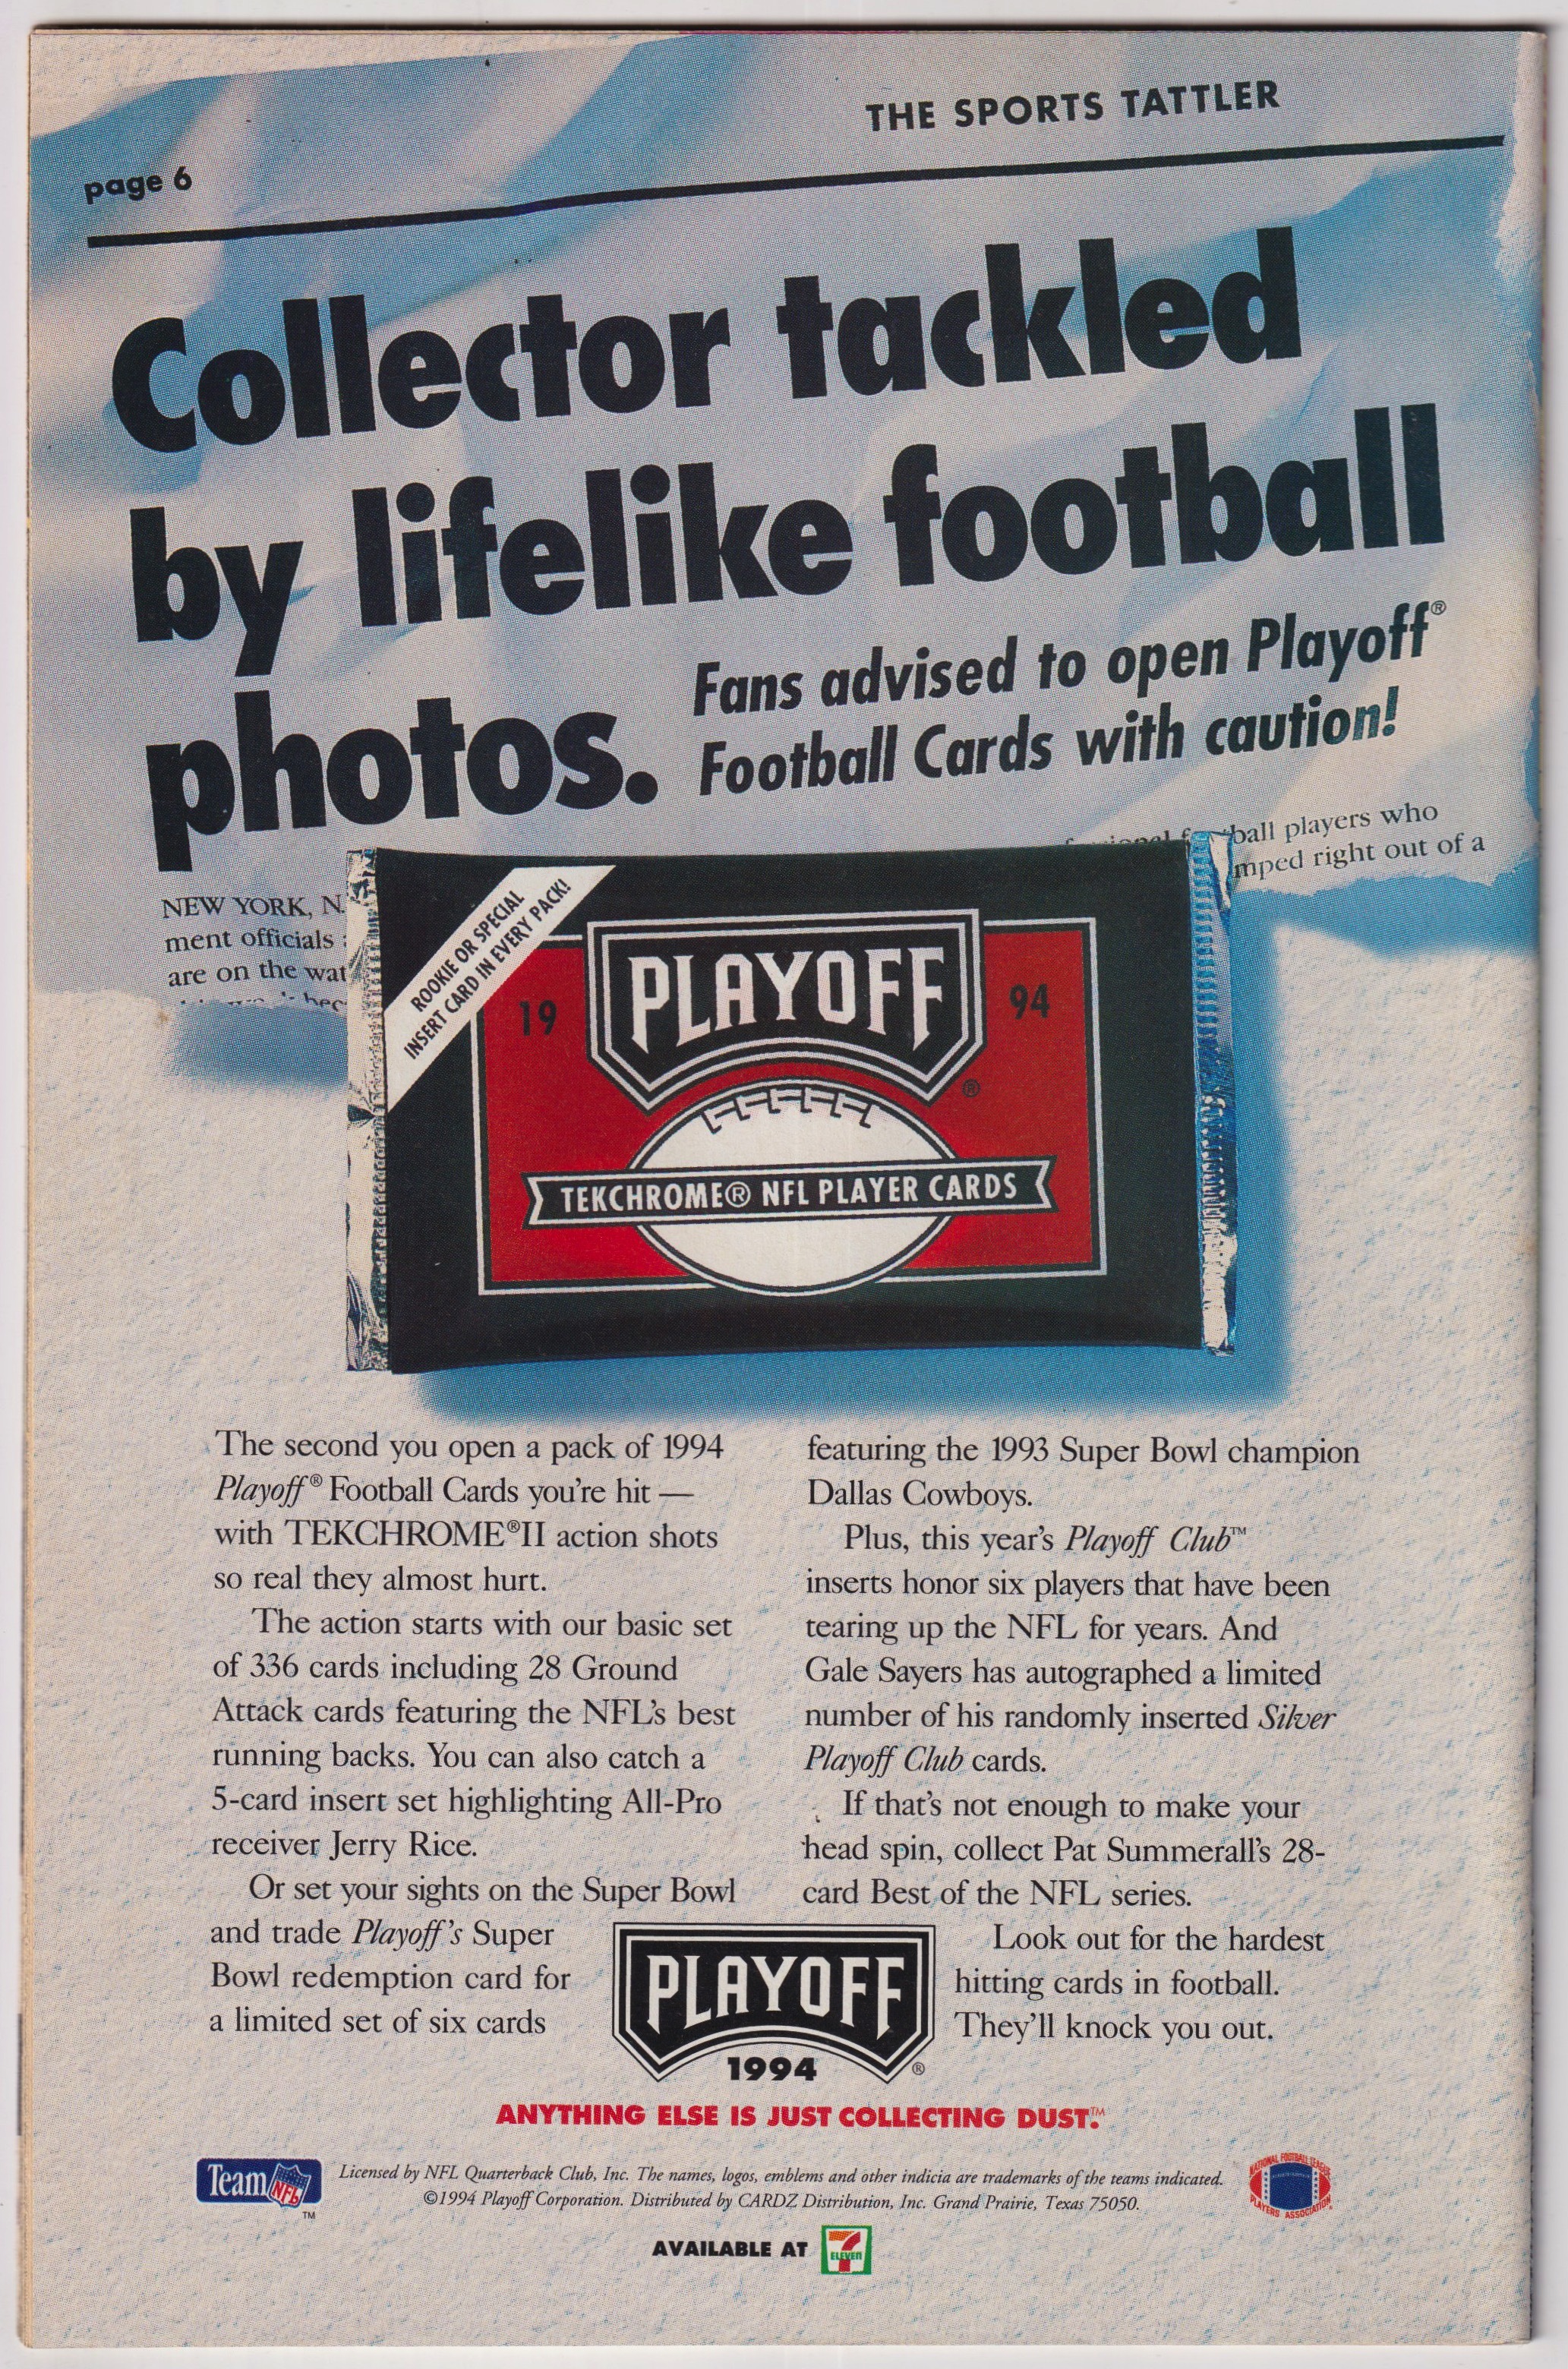 THE SPORTS TATTLER
page 6
Collector tackled
by lifelike football
photos.
Fans advised to open Playoff®
Football Cards with caution!
ball players who
right out of a
NEW YORK, N.
ment officials
are on the wat
ROOKIE OR SPECIAL
INSERT CARD IN EVERY PACK!
19 PLAYOFF 94
®
TEKCHROME® NFL PLAYER CARDS
The second you open a pack of 1994
Playoff® Football Cards you're hit —
with TEKCHROME®II action shots
so real they almost hurt.
The action starts with our basic set
of 336 cards including 28 Ground
Attack cards featuring the NFL's best
running backs. You can also catch a
5-card insert set highlighting All-Pro
receiver Jerry Rice.
Or set your sights on the Super Bowl
and trade Playoff's Super
Bowl redemption card for
a limited set of six cards
featuring the 1993 Super Bowl champion
Dallas Cowboys.
Plus, this year's Playoff Club™
inserts honor six players that have been
tearing up the NFL for years. And
Gale Sayers has autographed a limited
number of his randomly inserted Silver
Playoff Club cards.
If that's not enough to make your
head spin, collect Pat Summerall's 28-
card Best of the NFL series.
Look out for the hardest
hitting cards in football.
They'll knock you out.
PLAYOFF
1994 ®
ANYTHING ELSE IS JUST COLLECTING DUST.™
Team NFL ™
Licensed by NFL Quarterback Club, Inc. The names, logos, emblems and other indicia are trademarks of the teams indicated.
©1994 Playoff Corporation. Distributed by CARDZ Distribution, Inc. Grand Prairie, Texas 75050.
NATIONAL FOOTBALL LEAGUE
PLAYERS ASSOCIATION
AVAILABLE AT 7 ELEVEn